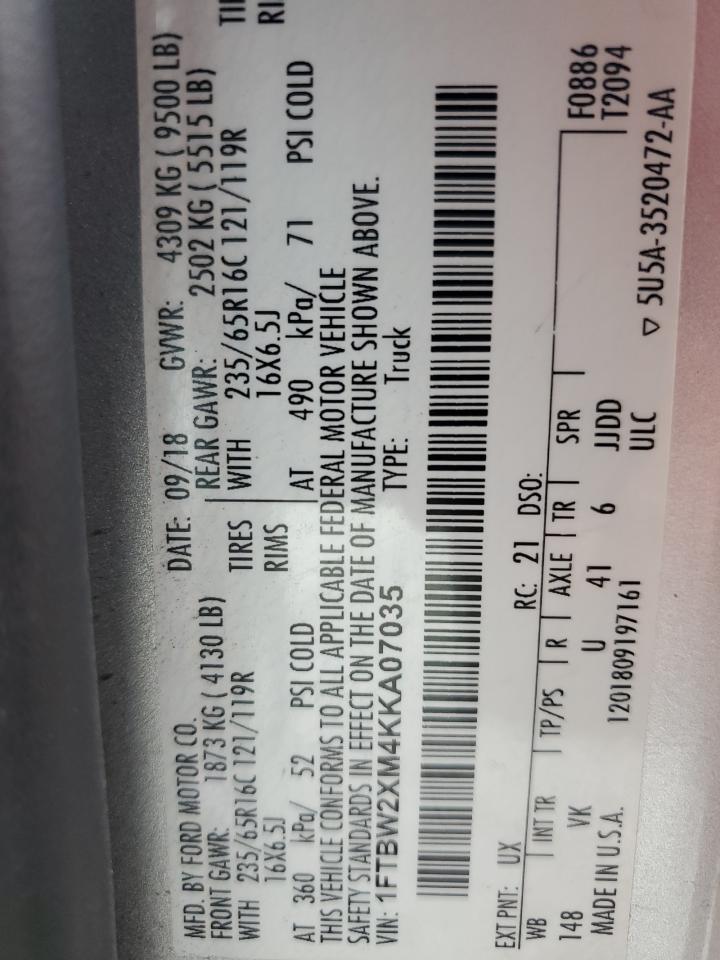 MFD. BY FORD MOTOR CO. DATE: 09/18 GVWR: 4309 KG ( 9500 LB)
FRONT GAWR: 1873 KG ( 4130 LB) REAR GAWR: 2502 KG ( 5515 LB)
WITH 235/65R16C 121/119R TIRES WITH 235/65R16C 121/119R
16X6.5J RIMS 16X6.5J
AT 360 kPa/ 52 PSI COLD AT 490 kPa/ 71 PSI COLD
THIS VEHICLE CONFORMS TO ALL APPLICABLE FEDERAL MOTOR VEHICLE
SAFETY STANDARDS IN EFFECT ON THE DATE OF MANUFACTURE SHOWN ABOVE.
VIN: 1FTBW2XM4KKA07035 TYPE: Truck
EXT PNT: UX RC: 21 DSO:
WB INT TR TP/PS R AXLE TR SPR F0886
148 VK U 41 6 JJDD T2094
MADE IN U.S.A. 1201809197161 ULC
▽ 5U5A-3520472-AA